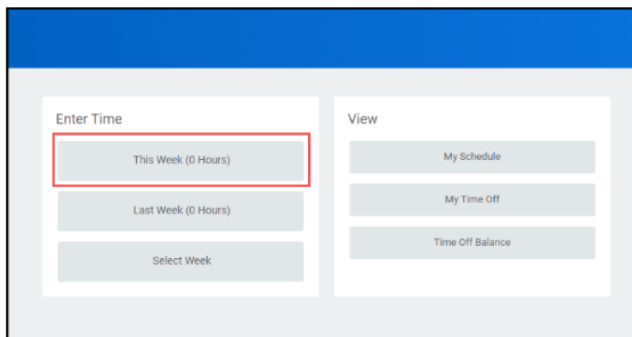 Enter Time
This Week (0 Hours)
Last Week (0 Hours)
Select Week
View
My Schedule
My Time Off
Time Off Balance